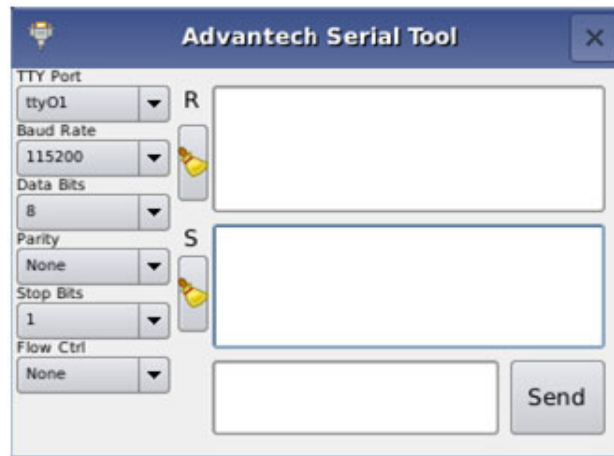 Advantech Serial Tool
TTY Port
ttyO1
Baud Rate
115200
Data Bits
8
Parity
None
Stop Bits
1
Flow Ctrl
None
R
S
Send